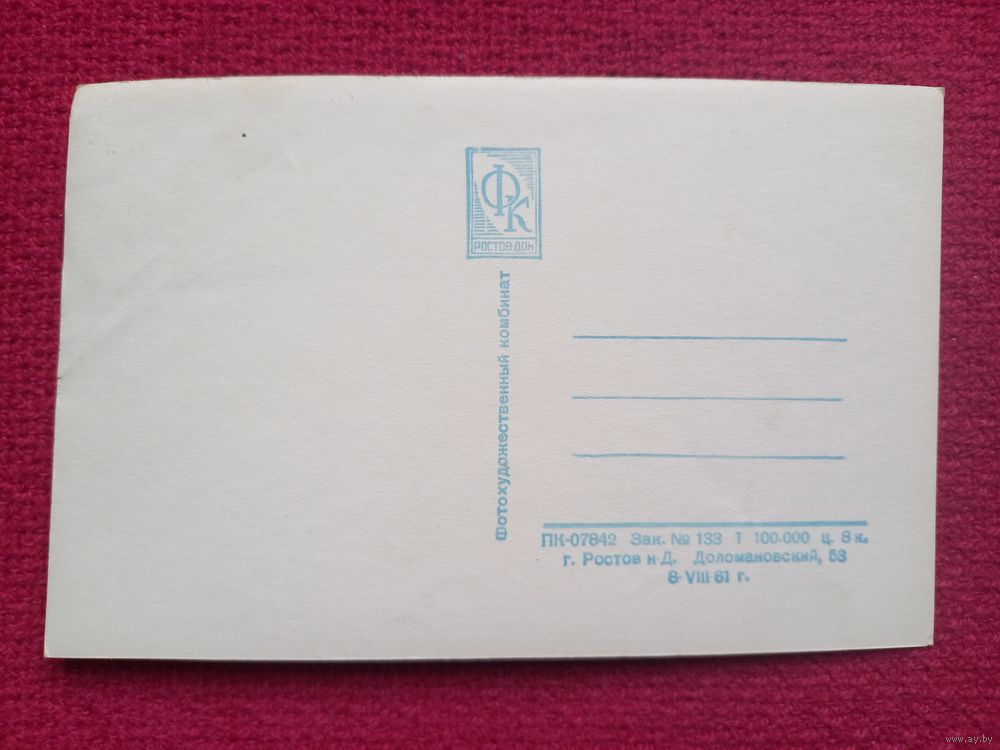 ФК
РОСТОВ-ДОН
Фотохудожественный комбинат
ПК-07842 Зак. № 133 Т 100.000 ц. 8 к.
г. Ростов н-Д. Доломановский, 53
8-VIII-61 г.
www.ay.by